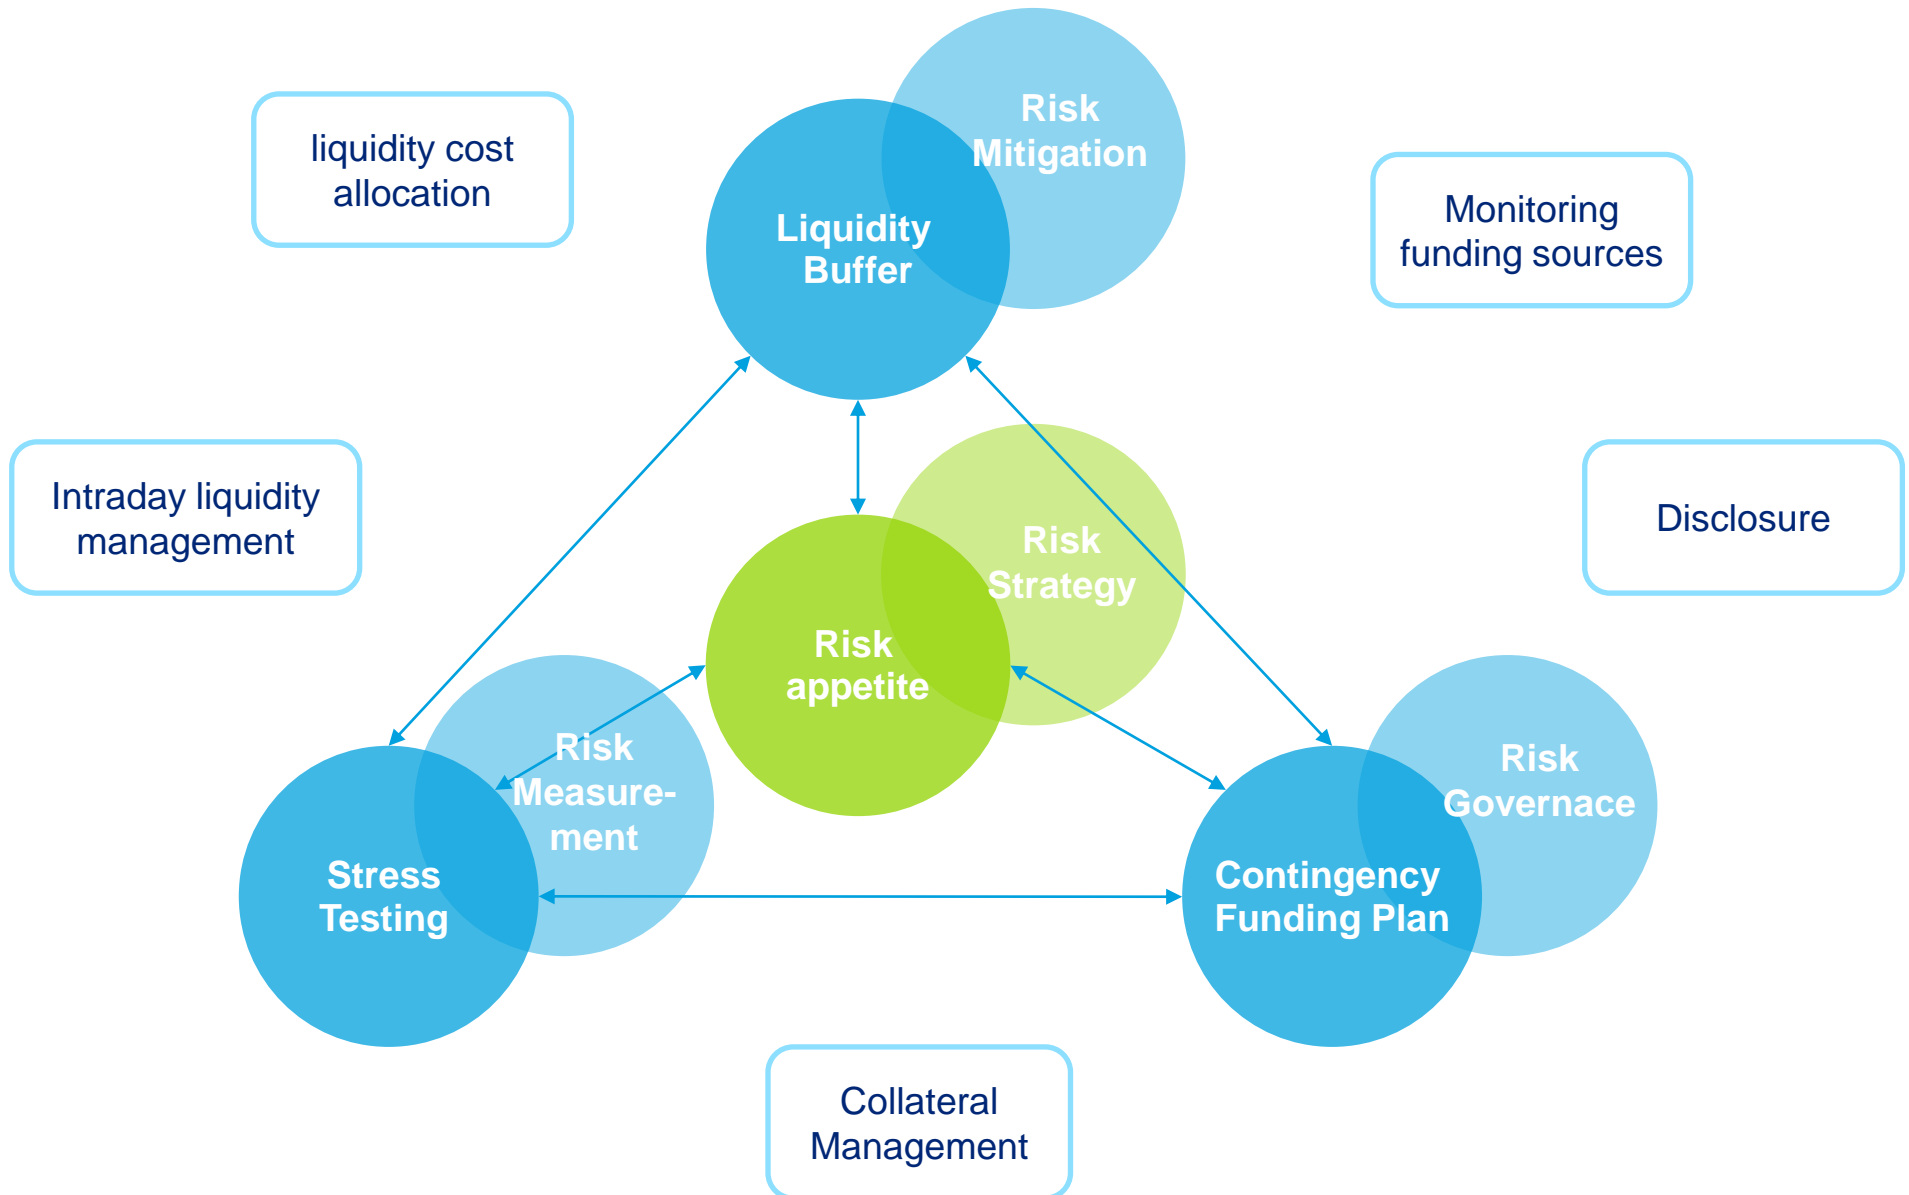 Risk
Mitigation
liquidity cost
allocation
Monitoring
funding sources
Liquidity
Buffer
Intraday liquidity
management
Disclosure
Risk
Strategy
Risk
appetite
Risk
Measure-
ment
Risk
Governace
Stress
Testing
Contingency
Funding Plan
Collateral
Management